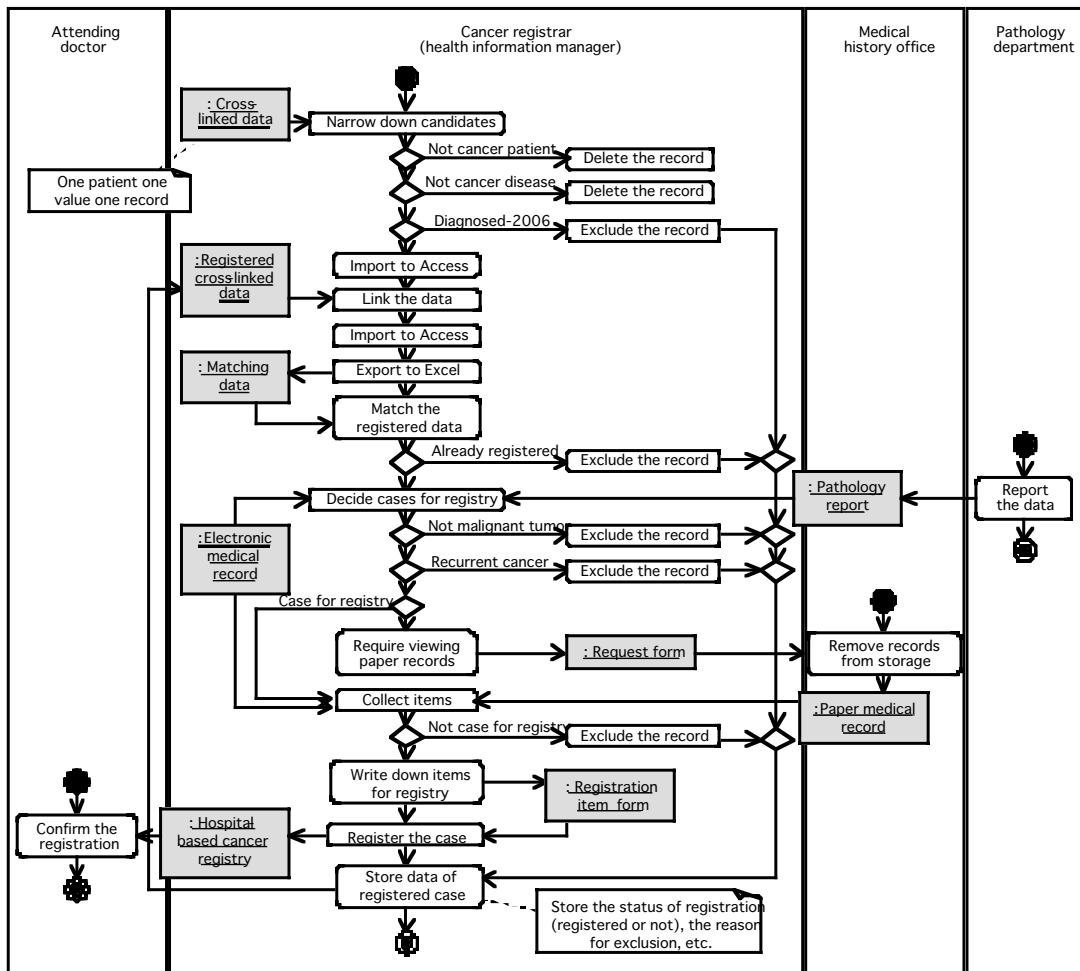 Attending
doctor
Cancer registrar
(health information manager)
Medical
history office
Pathology
department
: Cross-
linked data
Narrow down candidates
Not cancer patient
Delete the record
One patient one
value one record
Not cancer disease
Delete the record
Diagnosed-2006
Exclude the record
:Registered
cross-linked
data
Import to Access
Link the data
Import to Access
: Matching
data
Export to Excel
Match the
registered data
Already registered
Exclude the record
Decide cases for registry
: Pathology
report
Report
the data
Not malignant tumor
Exclude the record
:Electronic
medical
record
Recurrent cancer
Exclude the record
Case for registry
Require viewing
paper records
: Request form
Remove records
from storage
Collect items
:Paper medical
record
Not case for registry
Exclude the record
Write down items
for registry
: Registration
item form
Confirm the
registration
: Hospital
based cancer
registry
Register the case
Store data of
registered case
Store the status of registration
(registered or not), the reason
for exclusion, etc.